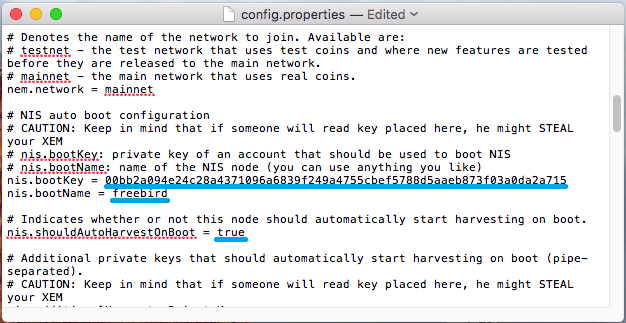 config.properties — Edited
# Denotes the name of the network to join. Available are:
# testnet - the test network that uses test coins and where new features are tested
before they are released to the main network.
# mainnet - the main network that uses real coins.
nem.network = mainnet
# NIS auto boot configuration
# CAUTION: Keep in mind that if someone will read key placed here, he might STEAL
your XEM
# nis.bootKey: private key of an account that should be used to boot NIS
# nis.bootName: name of the NIS node (you can use anything you like)
nis.bootKey = 00bb2a094e24c28a4371096a6839f249a4755cbef5788d5aaeb873f03a0da2a715
nis.bootName = freebird
# Indicates whether or not this node should automatically start harvesting on boot.
nis.shouldAutoHarvestOnBoot = true
# Additional private keys that should automatically start harvesting on boot (pipe-
separated).
# CAUTION: Keep in mind that if someone will read key placed here, he might STEAL
your XEM